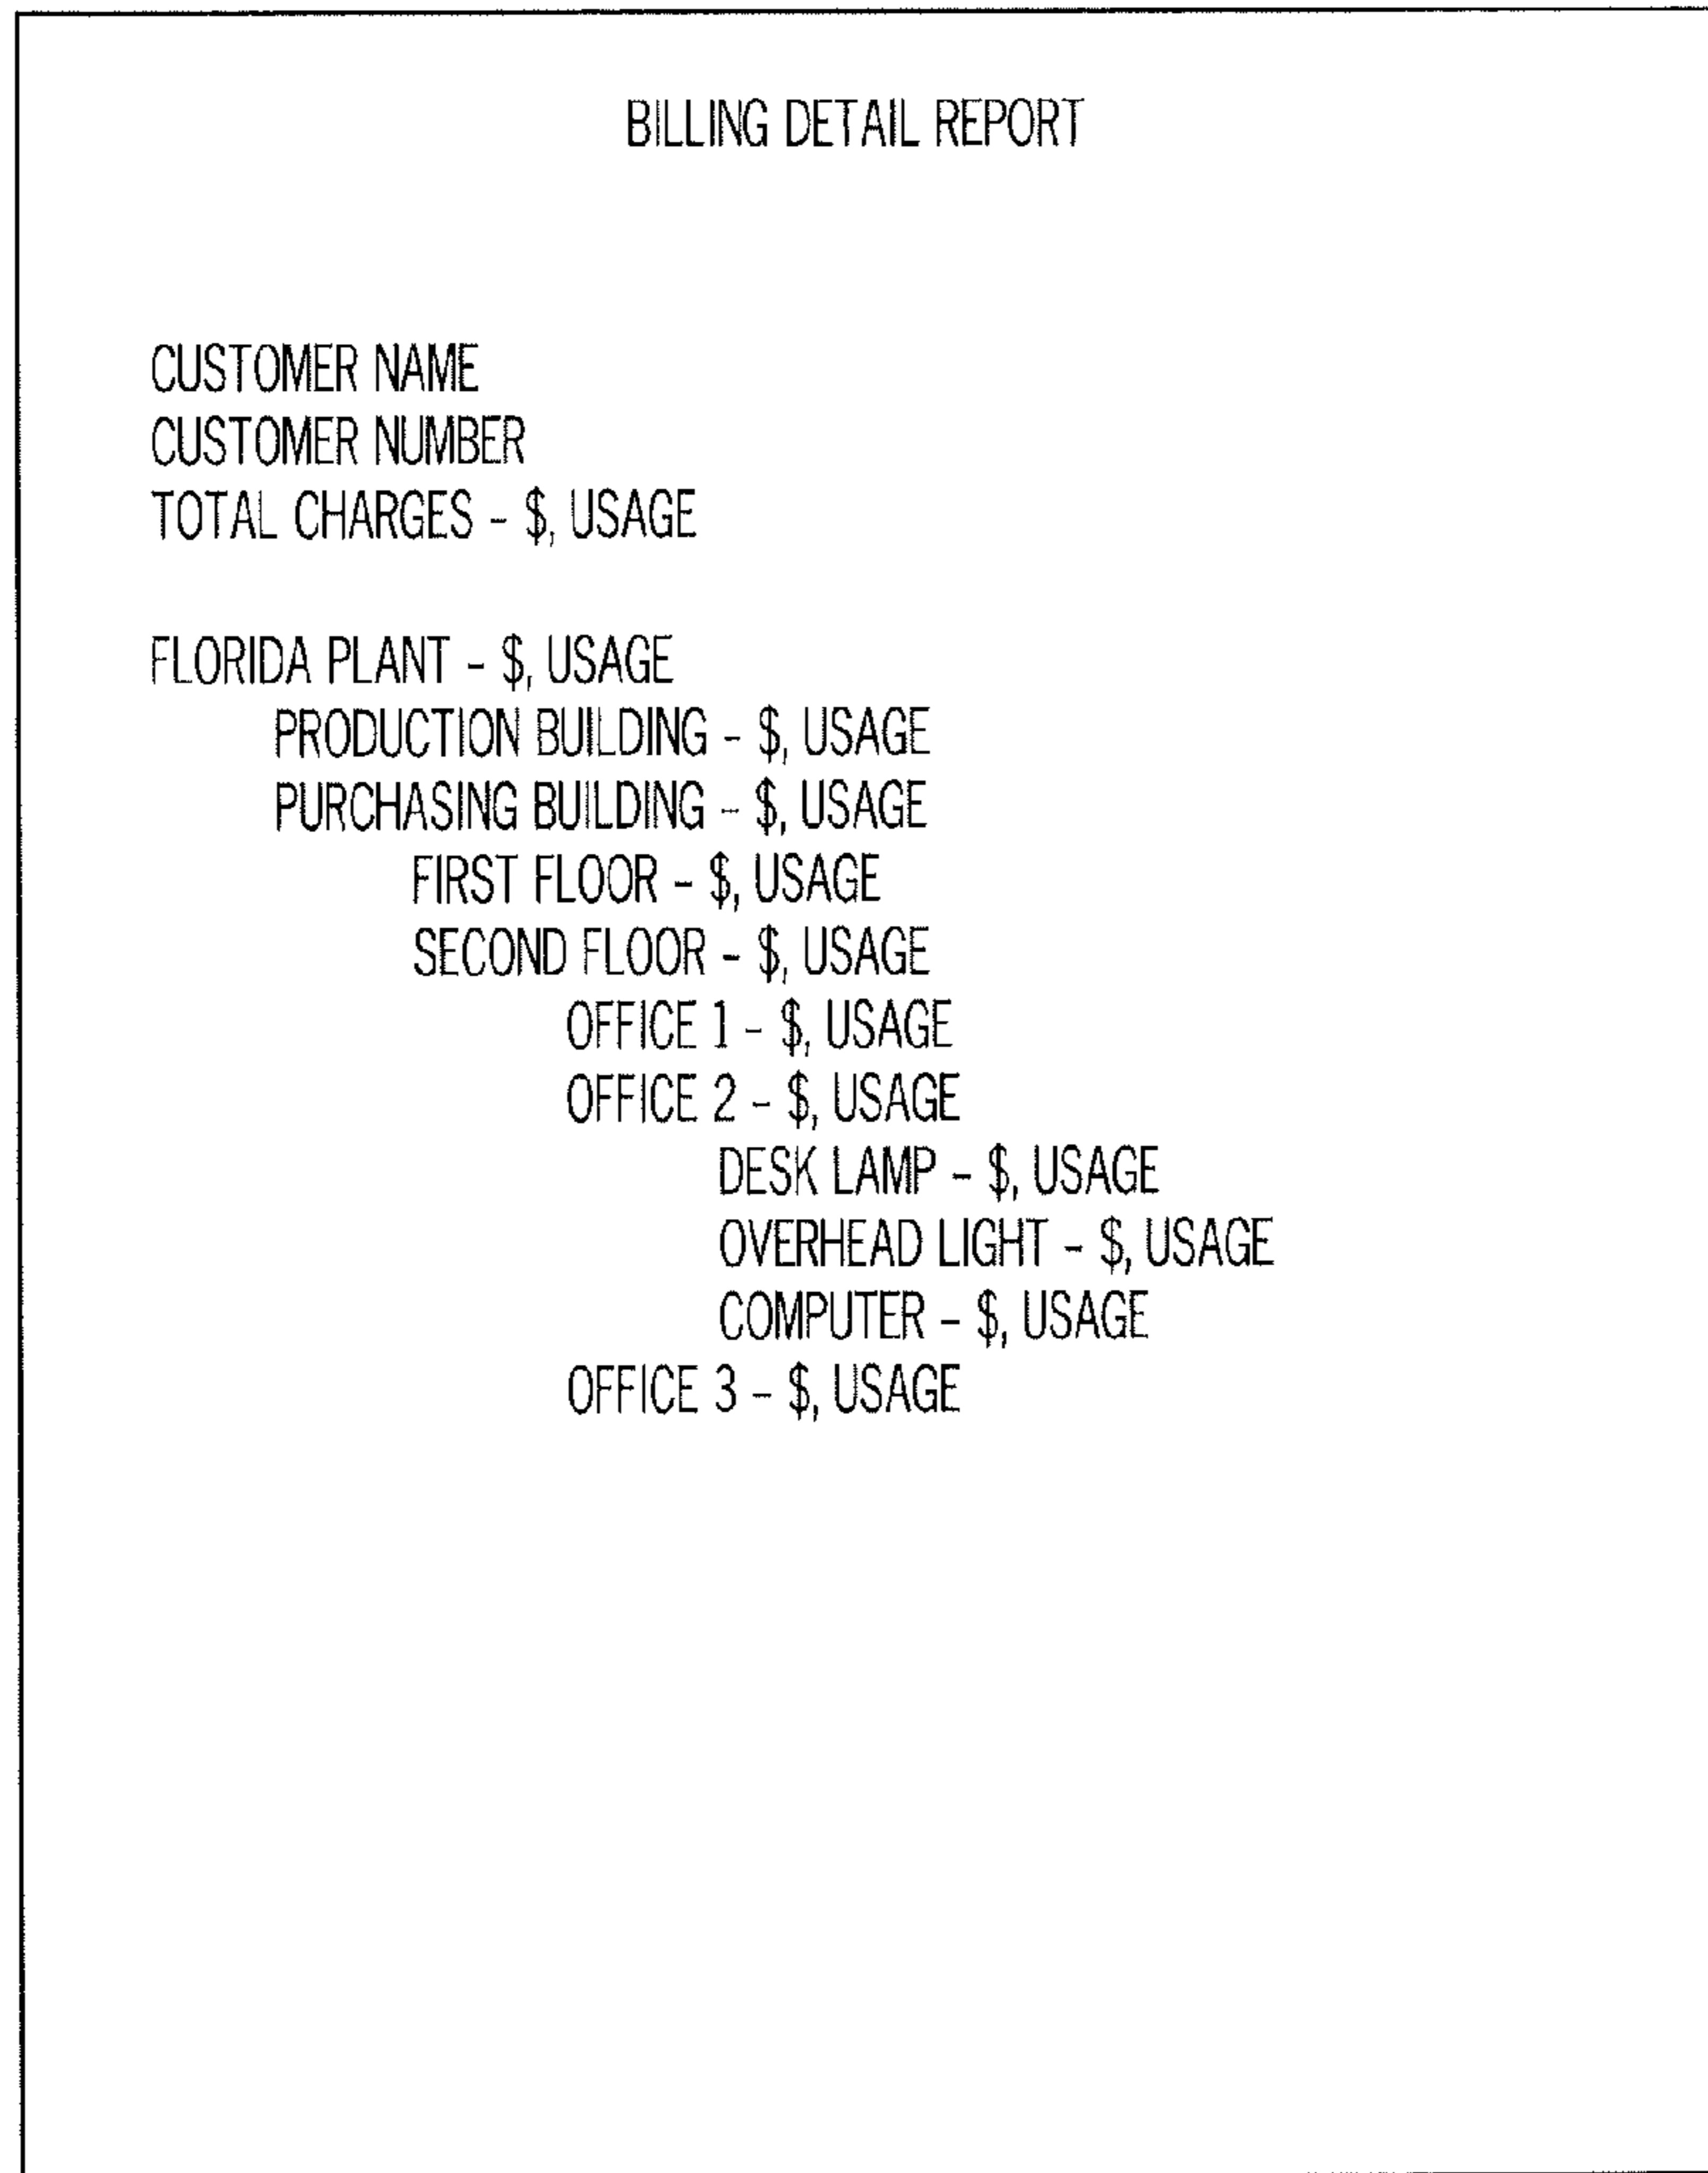 BILLING DETAIL REPORT
CUSTOMER NAME
CUSTOMER NUMBER
TOTAL CHARGES – $, USAGE
FLORIDA PLANT – $, USAGE
PRODUCTION BUILDING – $, USAGE
PURCHASING BUILDING – $, USAGE
FIRST FLOOR – $, USAGE
SECOND FLOOR – $, USAGE
OFFICE 1 – $, USAGE
OFFICE 2 – $, USAGE
DESK LAMP – $, USAGE
OVERHEAD LIGHT – $, USAGE
COMPUTER – $, USAGE
OFFICE 3 – $, USAGE